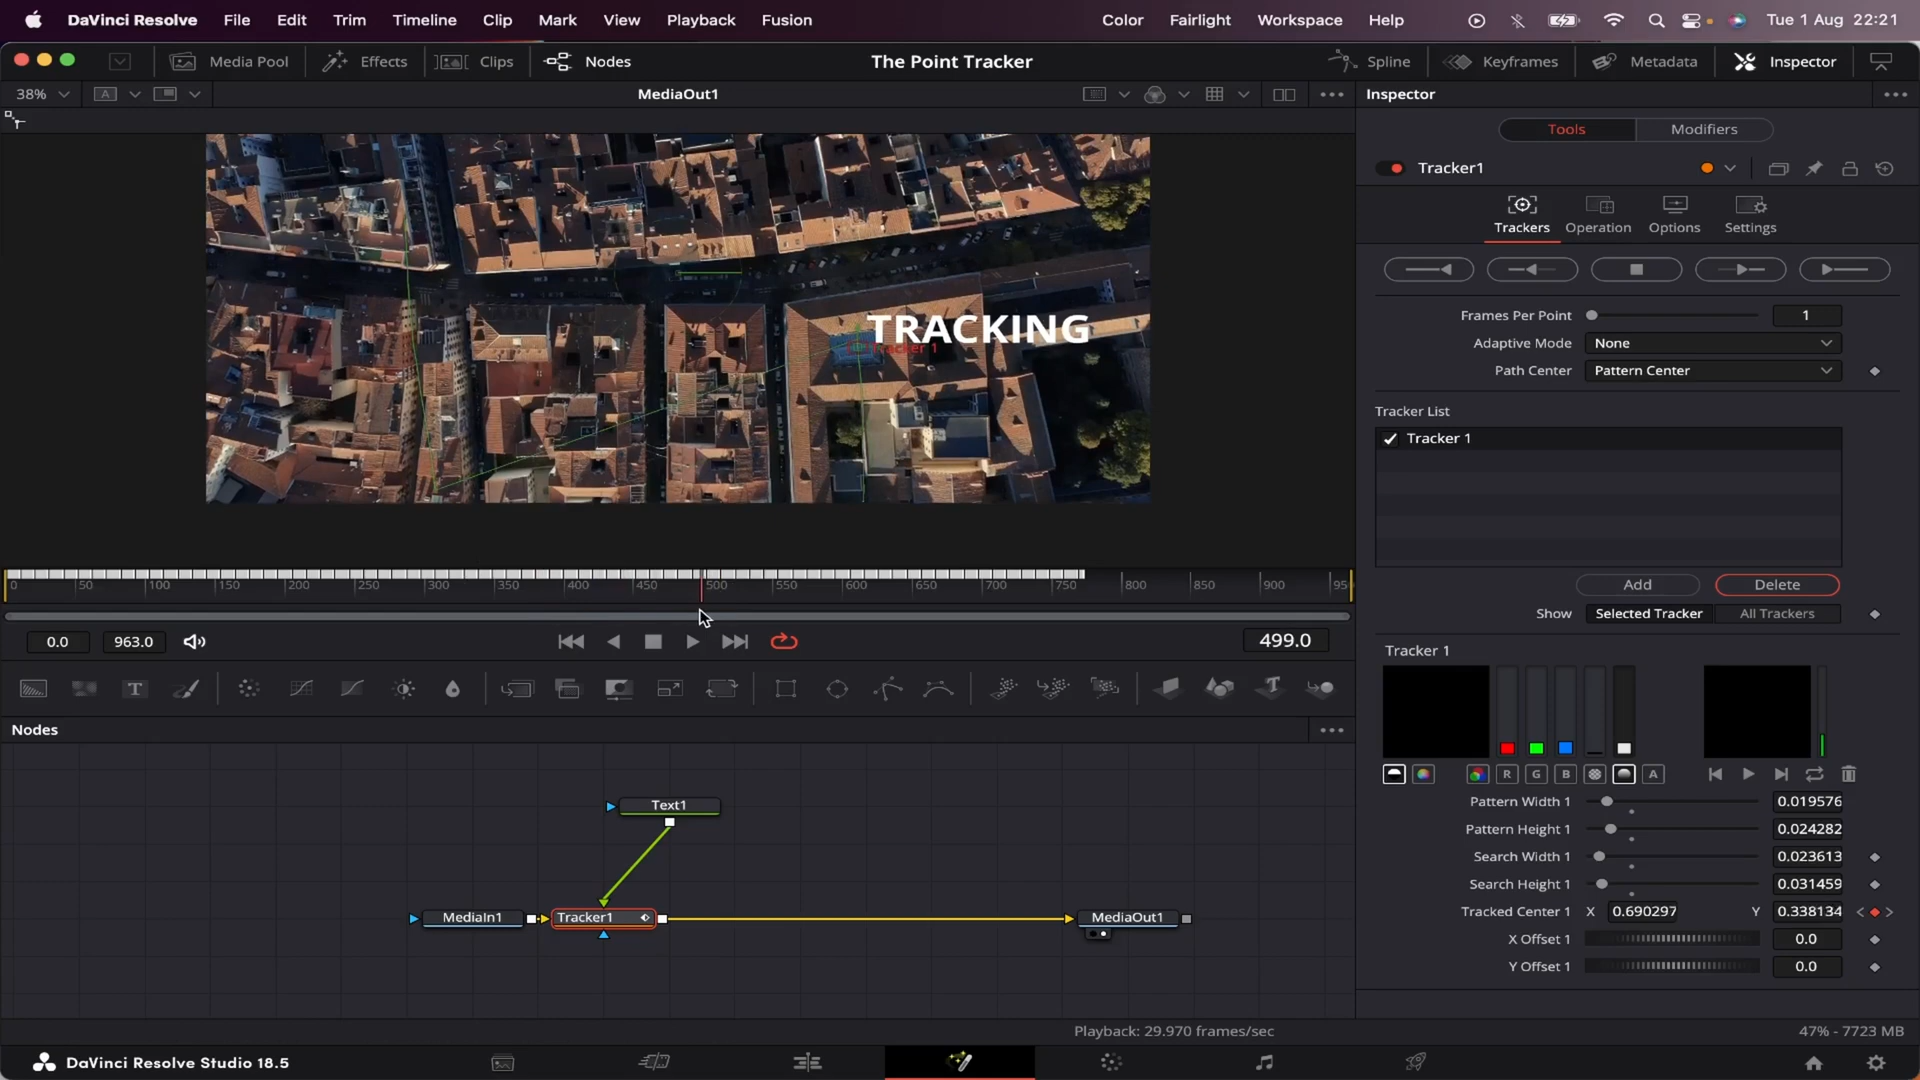 DaVinci Resolve File Edit Trim Timeline Clip Mark View Playback Fusion Color Fairlight Workspace Help Tue 1 Aug 22:21
Media Pool Effects Clips Nodes The Point Tracker Spline Keyframes Metadata Inspector
38% A MediaOut1 Inspector
Tools Modifiers
Tracker1
Trackers Operation Options Settings
Frames Per Point 1
Adaptive Mode None
Path Center Pattern Center
Tracker List
Tracker 1
TRACKING
Tracker 1
Add Delete
Show Selected Tracker All Trackers
0 50 100 150 200 250 300 350 400 450 500 550 600 650 700 750 800 850 900 95
0.0 963.0 499.0
Tracker 1
T
Nodes
R G B A
Pattern Width 1 0.019576
Pattern Height 1 0.024282
Search Width 1 0.023613
Search Height 1 0.031459
Tracked Center 1 X 0.690297 Y 0.338134
X Offset 1 0.0
Y Offset 1 0.0
Text1
MediaIn1 Tracker1 MediaOut1
Playback: 29.970 frames/sec 47% - 7723 MB
DaVinci Resolve Studio 18.5